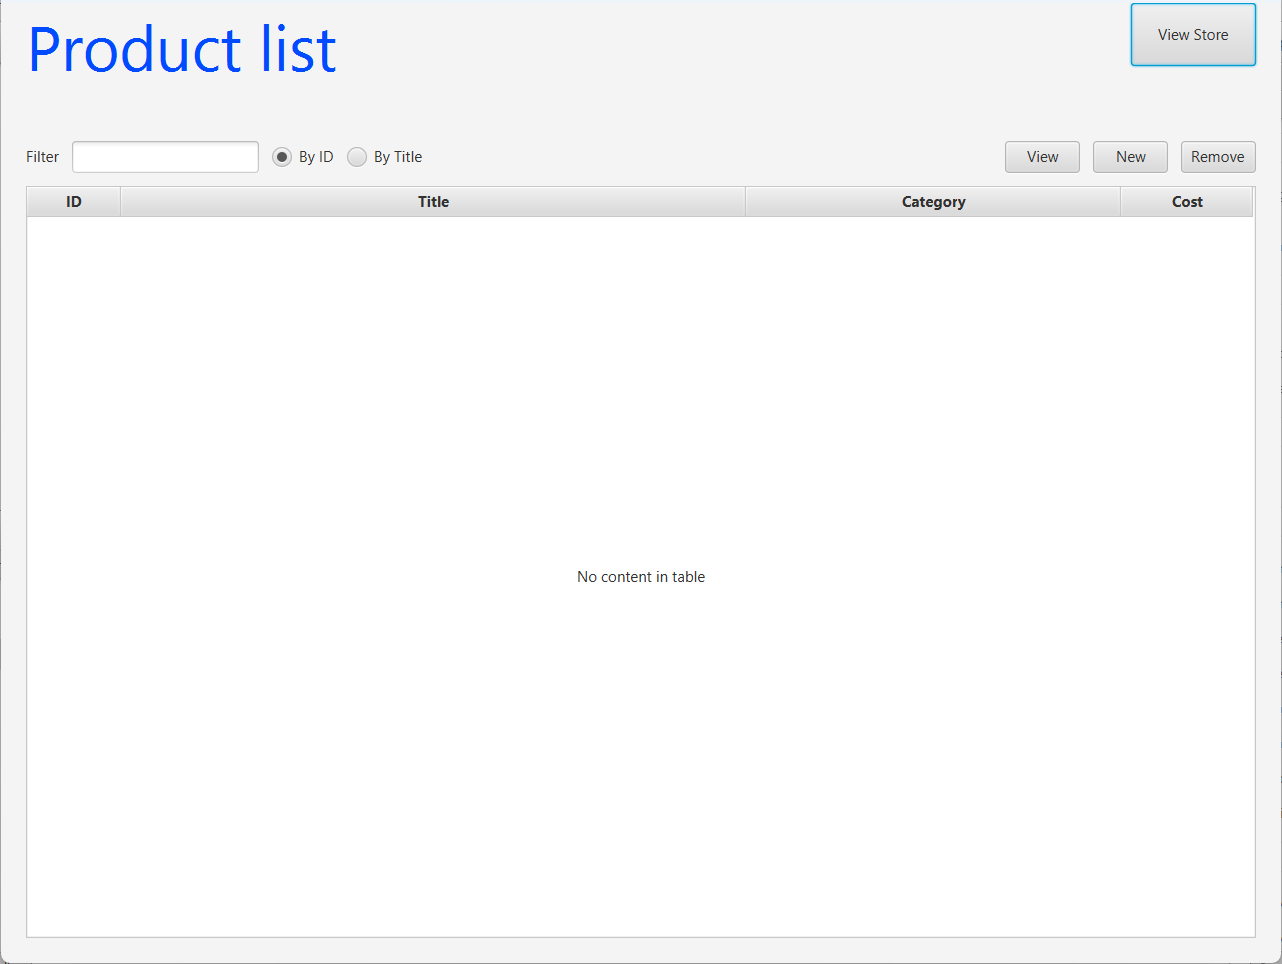 Product list
View Store
Filter By ID By Title View New Remove
ID Title Category Cost
No content in table